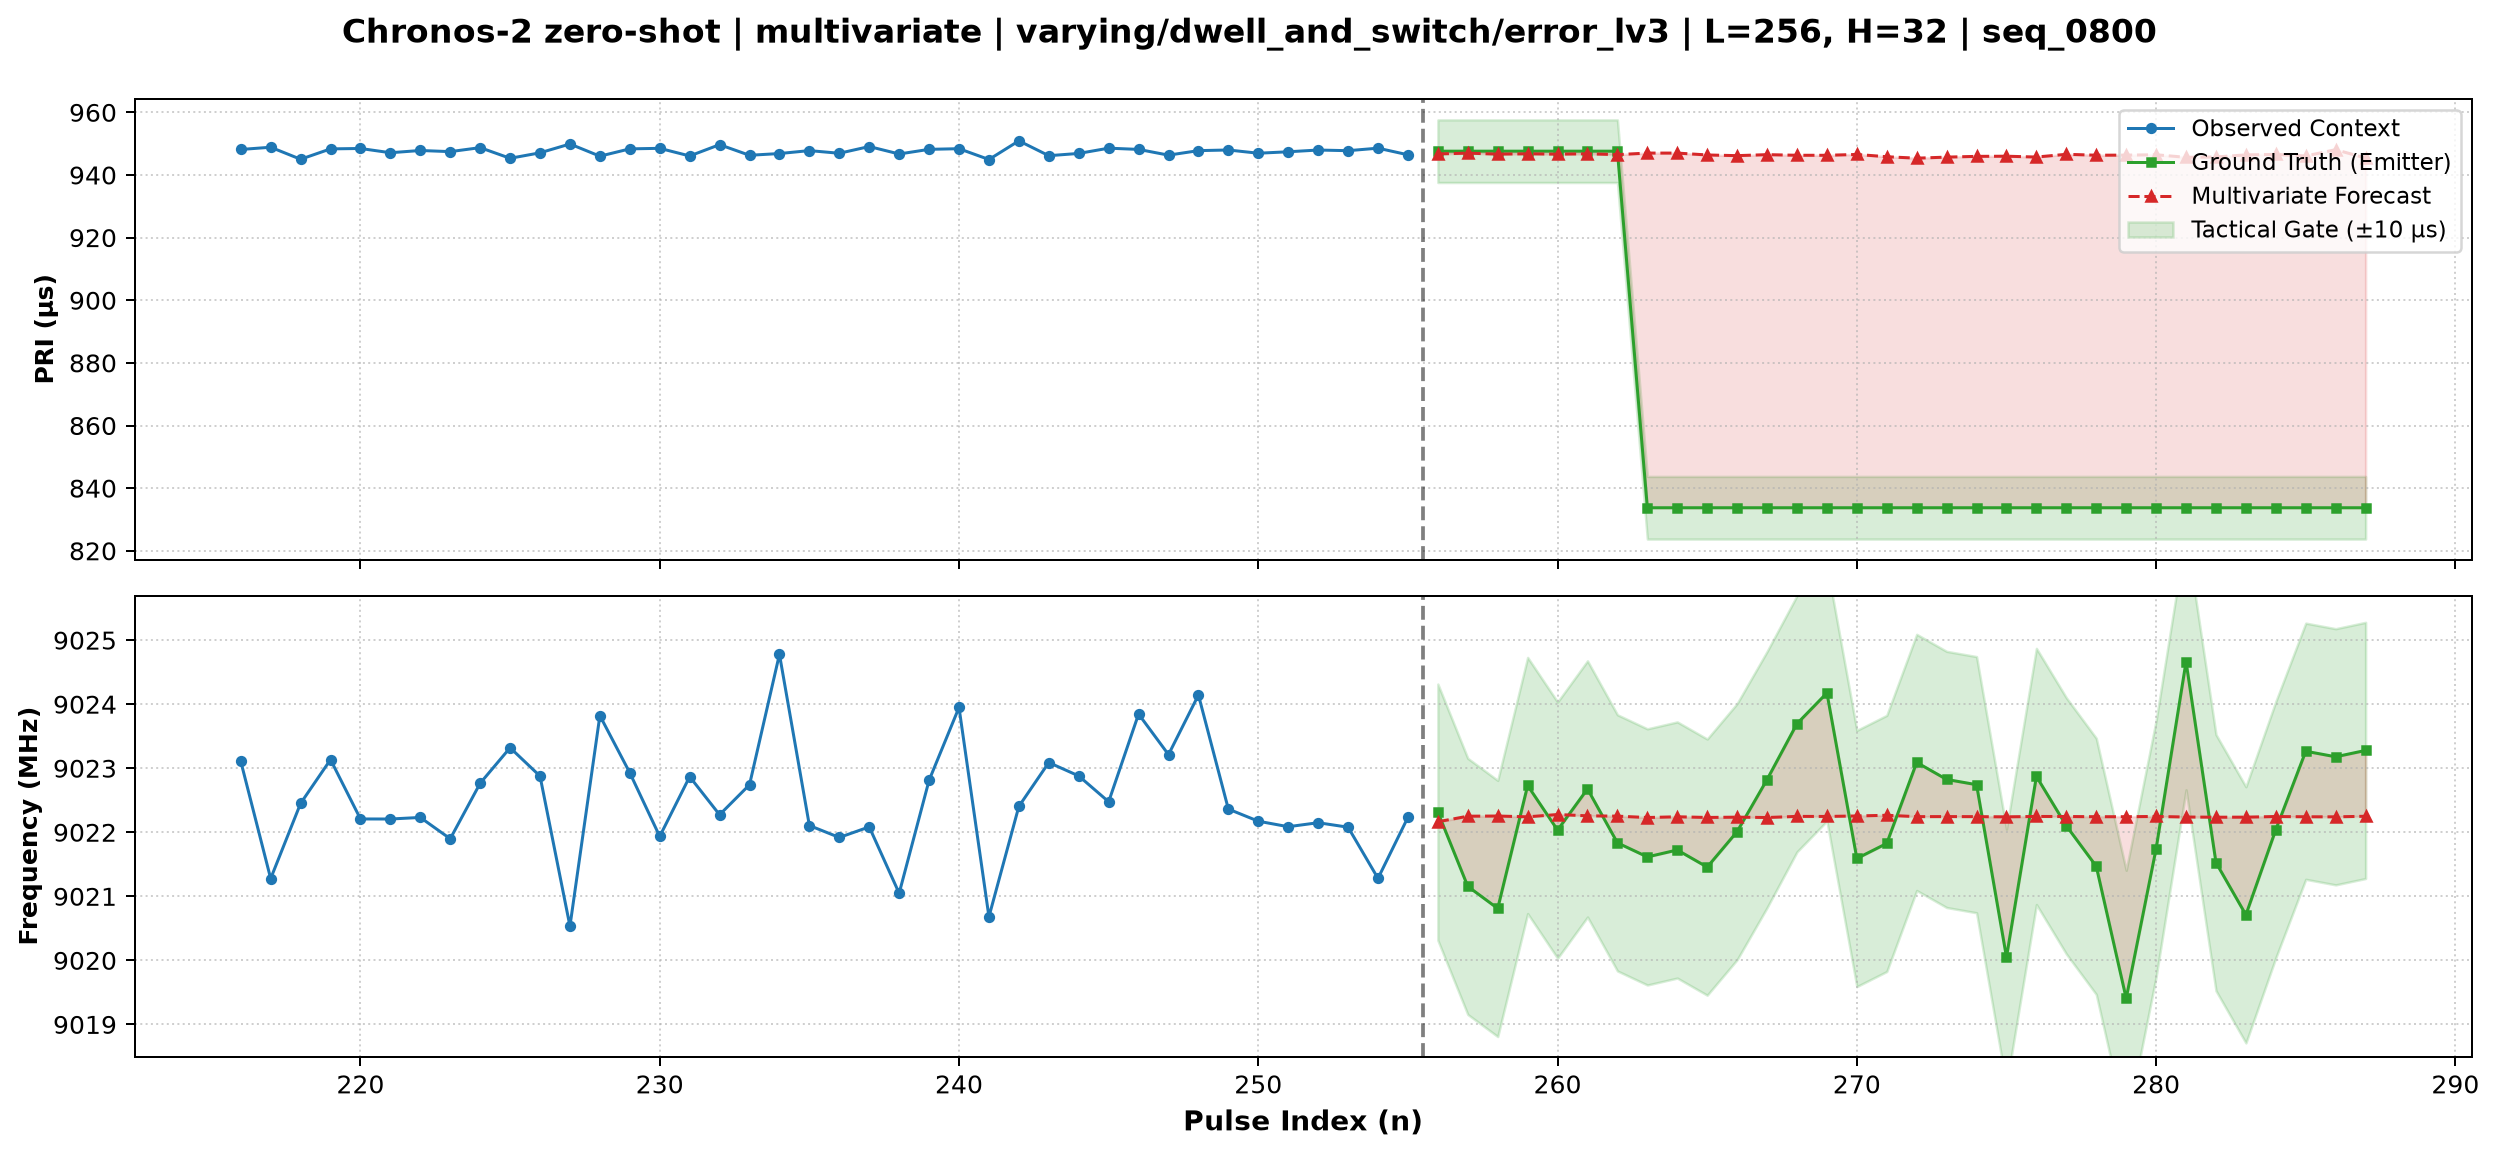 Chronos-2 zero-shot | multivariate | varying/dwell_and_switch/error_lv3 | L=256, H=32 | seq_0800
960
940
920
900
880
860
840
820
PRI (µs)
Observed Context
Ground Truth (Emitter)
Multivariate Forecast
Tactical Gate (±10 µs)
9025
9024
9023
9022
9021
9020
9019
Frequency (MHz)
220 230 240 250 260 270 280 290
Pulse Index (n)